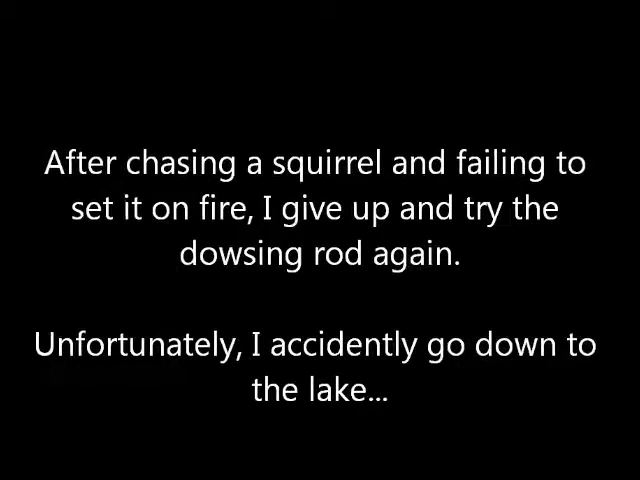 After chasing a squirrel and failing to
set it on fire, I give up and try the
dowsing rod again.
Unfortunately, I accidently go down to
the lake...